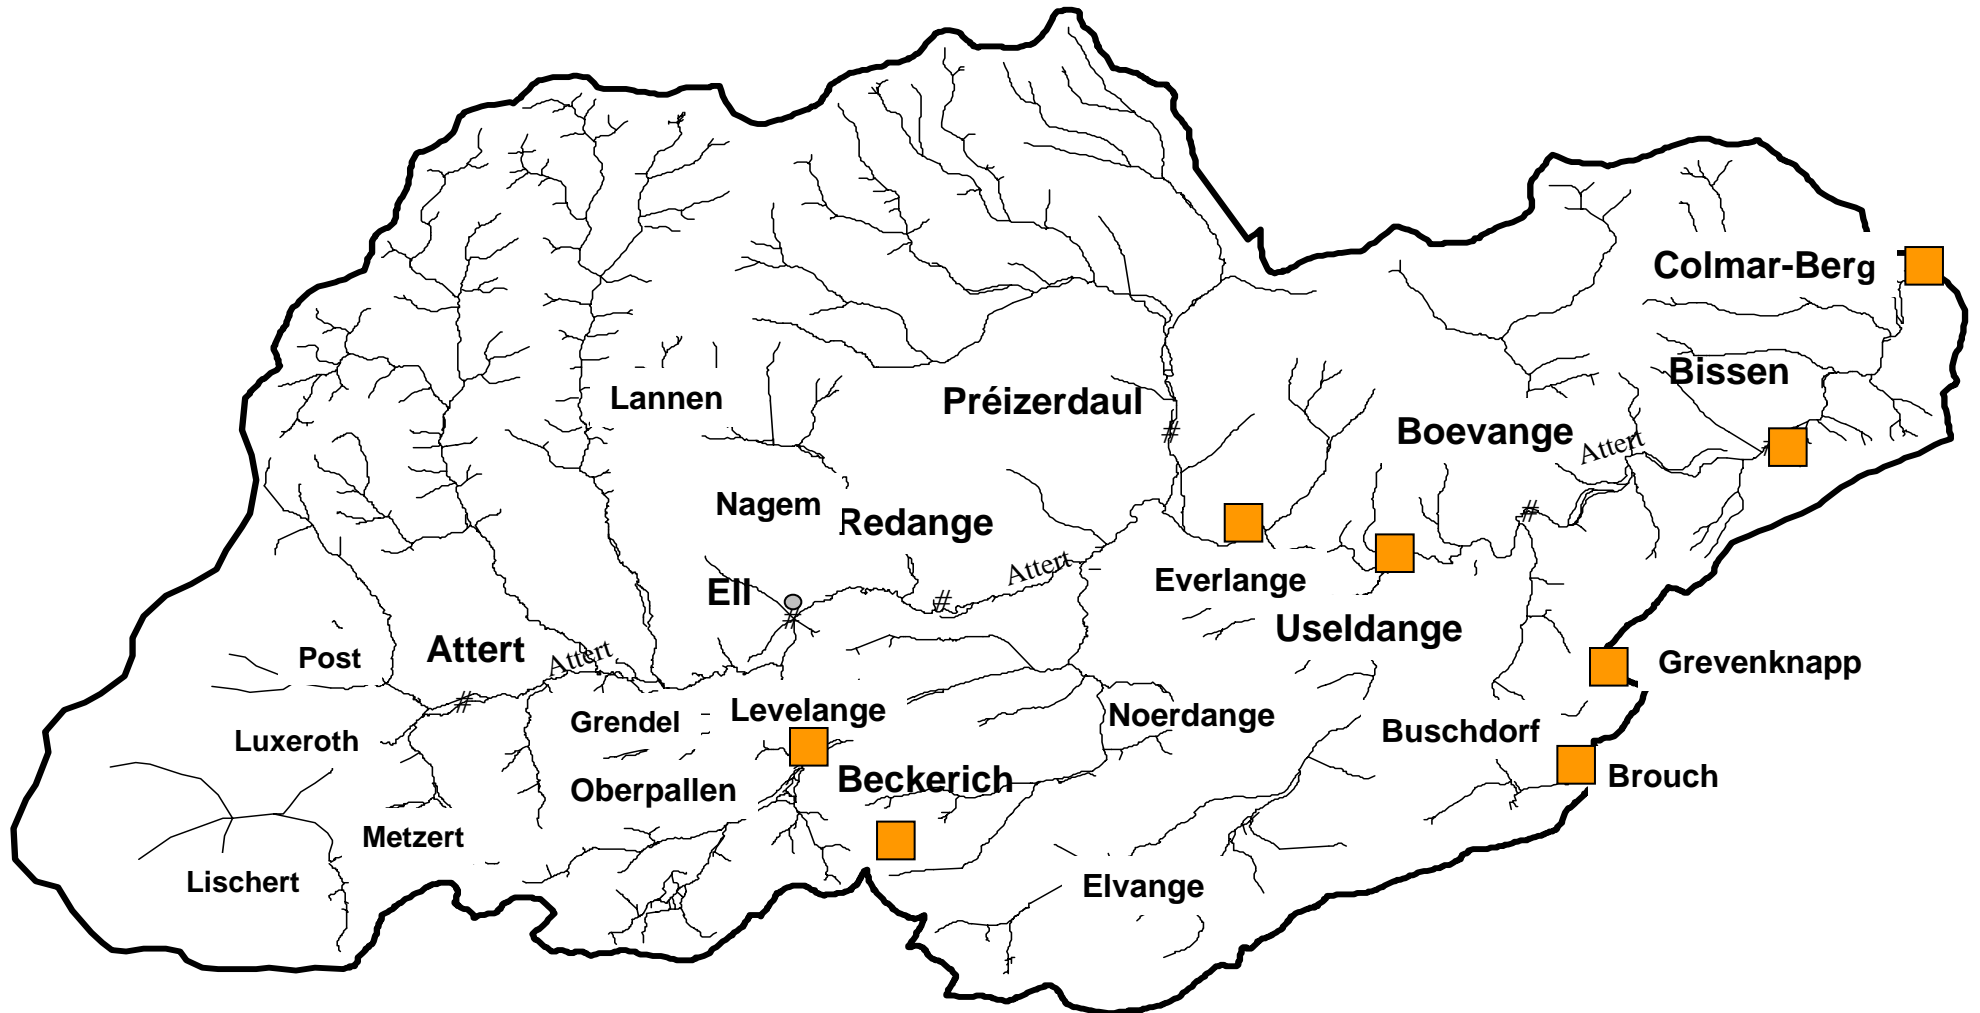 Colmar-Berg
Bissen
Lannen
Préizerdaul
Boevange
Attert
Nagem
Redange
Attert
Everlange
Ell
Useldange
Post
Attert
Attert
Grevenknapp
Levelange
Noerdange
Grendel
Buschdorf
Luxeroth
Beckerich
Brouch
Oberpallen
Metzert
Lischert
Elvange